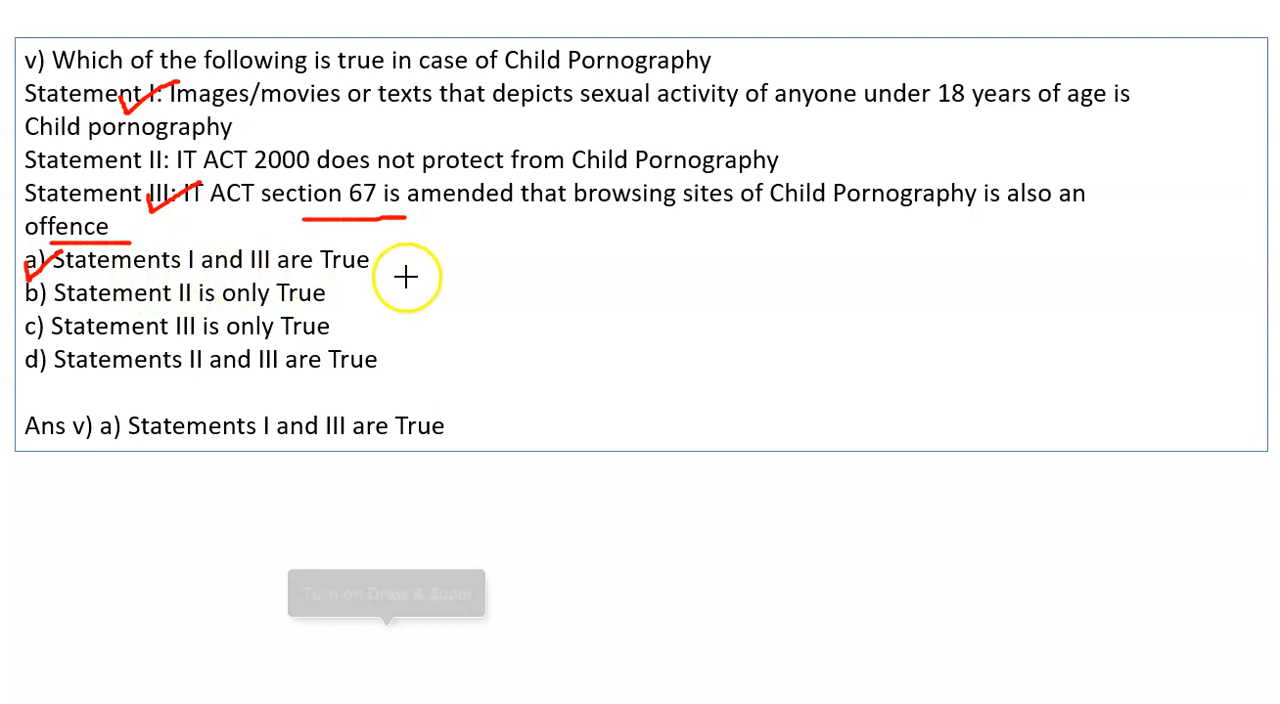 v) Which of the following is true in case of Child Pornography
Statement I: Images/movies or texts that depicts sexual activity of anyone under 18 years of age is
Child pornography
Statement II: IT ACT 2000 does not protect from Child Pornography
Statement III: IT ACT section 67 is amended that browsing sites of Child Pornography is also an
offence
a) Statements I and III are True
b) Statement II is only True
c) Statement III is only True
d) Statements II and III are True
Ans v) a) Statements I and III are True
Turn on Draw & Zoom